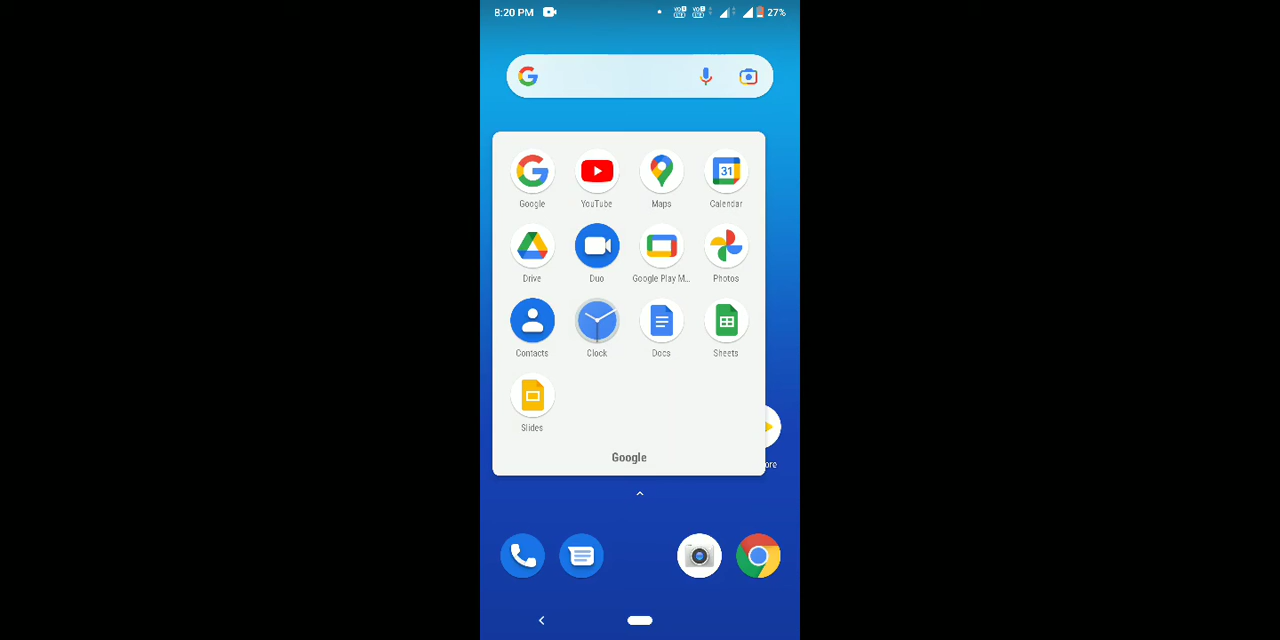 8:20 PM 27%
Google YouTube Maps Calendar
31
Drive Duo Google Play M... Photos
Contacts Clock Docs Sheets
Slides
Google
ore